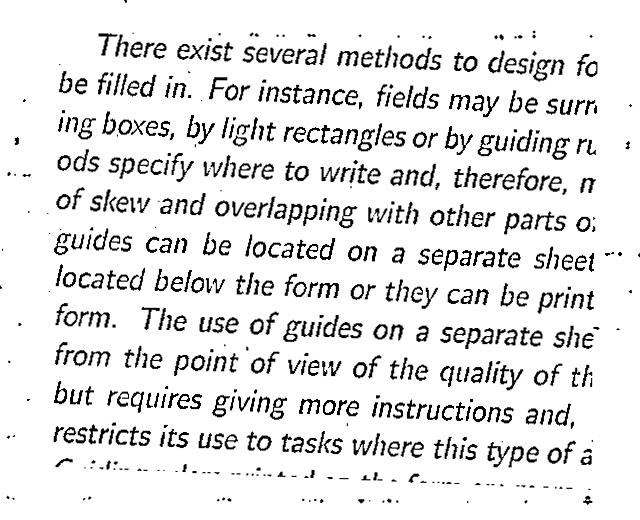 There exist several methods to design fo
be filled in. For instance, fields may be surr
ing boxes, by light rectangles or by guiding ru
ods specify where to write and, therefore, m
of skew and overlapping with other parts o
guides can be located on a separate sheet
located below the form or they can be print
form. The use of guides on a separate she
from the point of view of the quality of th
but requires giving more instructions and,
restricts its use to tasks where this type of a